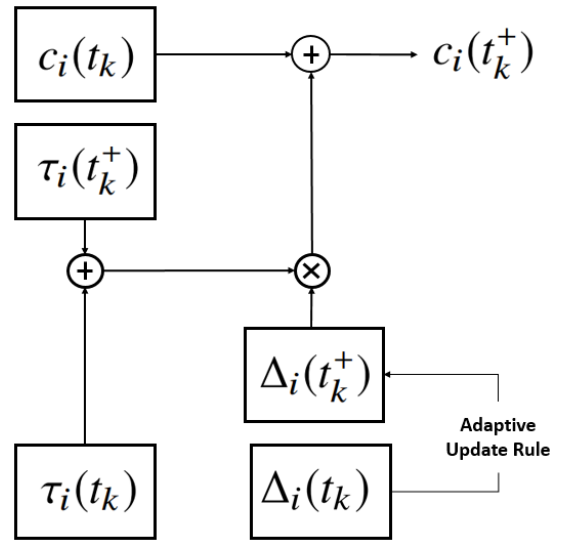 c_i(t_k)
+
c_i(t_k^+)
τ_i(t_k^+)
+
×
Δ_i(t_k^+)
Adaptive
Update Rule
τ_i(t_k)
Δ_i(t_k)